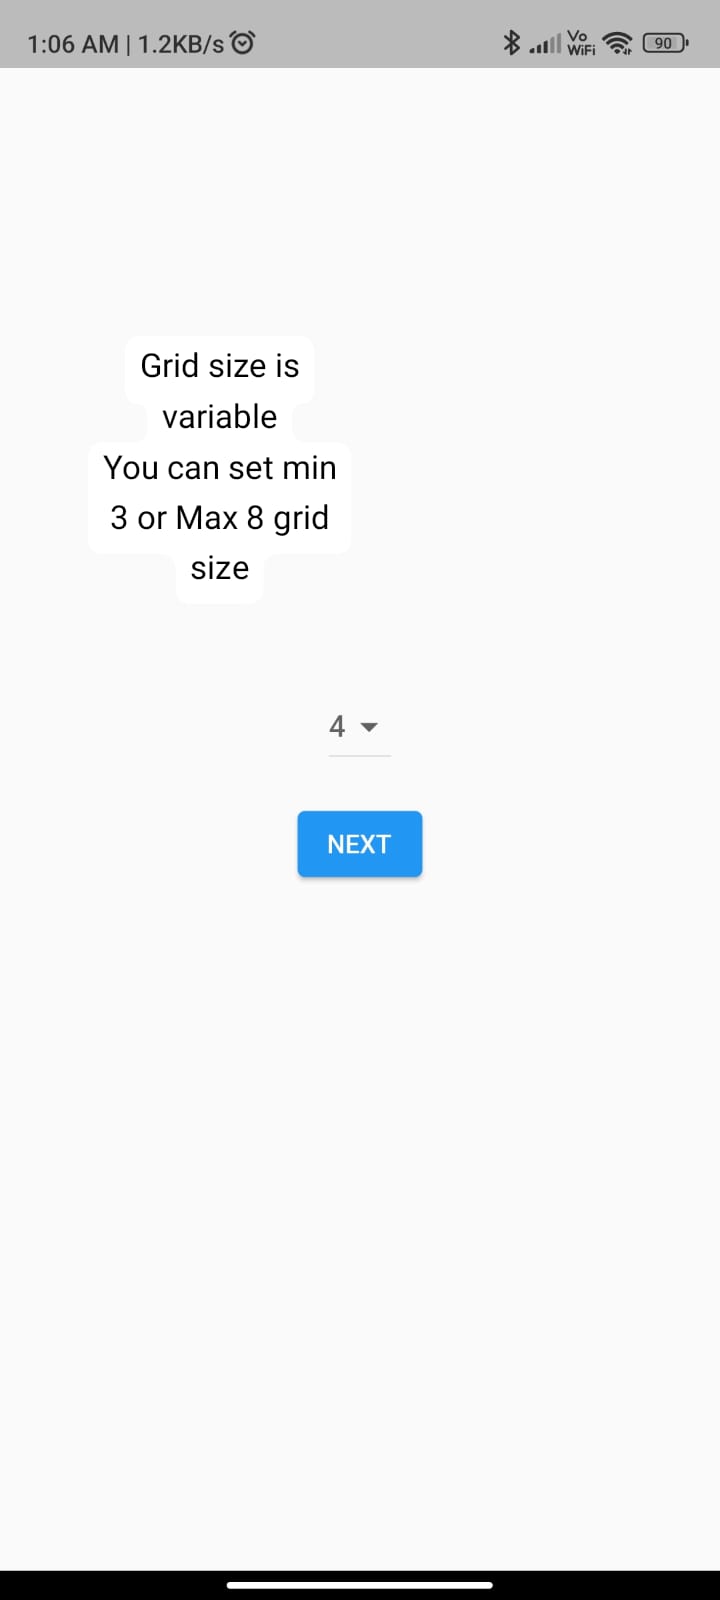 1:06 AM | 1.2KB/s
Vo
WiFi
90
Grid size is
variable
You can set min
3 or Max 8 grid
size
4
NEXT